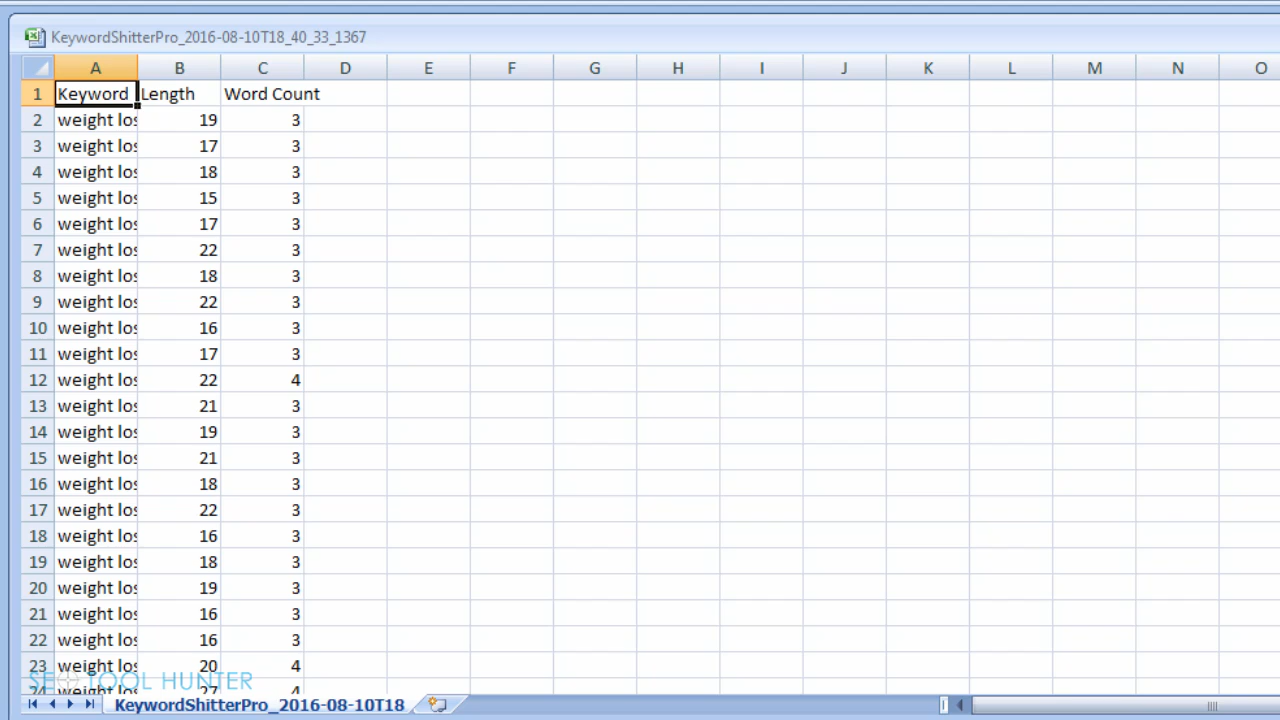 KeywordShitterPro_2016-08-10T18_40_33_1367
A B C D E F G H I J K L M N O
1 Keyword Length Word Count
2 weight los 19 3
3 weight los 17 3
4 weight los 18 3
5 weight los 15 3
6 weight los 17 3
7 weight los 22 3
8 weight los 18 3
9 weight los 22 3
10 weight los 16 3
11 weight los 17 3
12 weight los 22 4
13 weight los 21 3
14 weight los 19 3
15 weight los 21 3
16 weight los 18 3
17 weight los 22 3
18 weight los 16 3
19 weight los 18 3
20 weight los 19 3
21 weight los 16 3
22 weight los 16 3
23 weight los 20 4
SEO TOOL HUNTER
24 weight los 27 4
KeywordShitterPro_2016-08-10T18